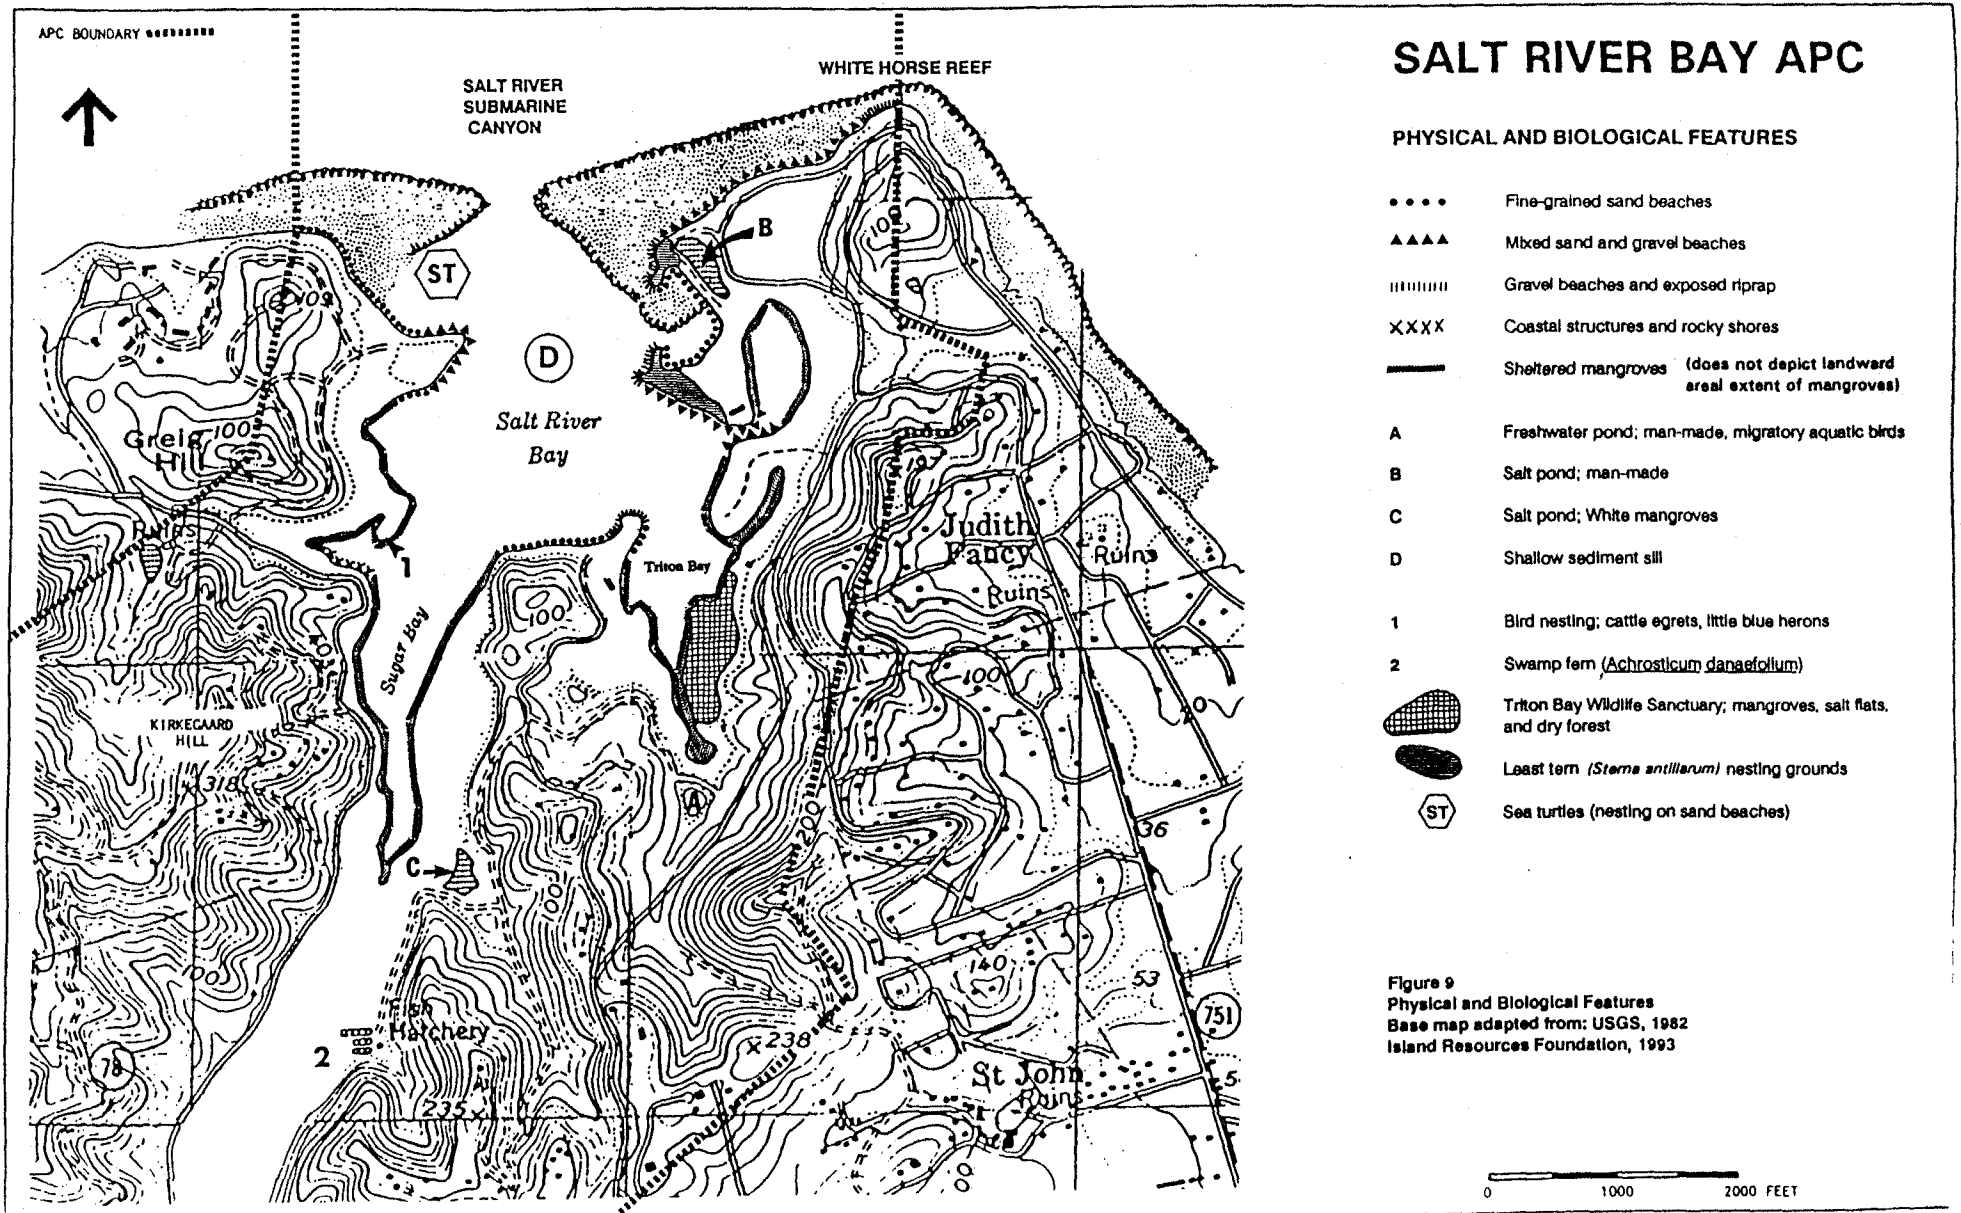 APC BOUNDARY
SALT RIVER
SUBMARINE
CANYON
WHITE HORSE REEF
B
100
ST
109
D
Salt River
Bay
Greig
Hill
100
Ruins
1
Triton Bay
Judith
Fancy
Ruins
Ruins
100
Sugar Bay
100
KIRKEGAARD
HILL
318
A
200
20
36
C
100
140
53
751
Fish
Hatchery
2
78
238
235
St John
Ruins
5
SALT RIVER BAY APC
PHYSICAL AND BIOLOGICAL FEATURES
Fine-grained sand beaches
Mixed sand and gravel beaches
Gravel beaches and exposed riprap
XXXX Coastal structures and rocky shores
Sheltered mangroves (does not depict landward
areal extent of mangroves)
A Freshwater pond; man-made, migratory aquatic birds
B Salt pond; man-made
C Salt pond; White mangroves
D Shallow sediment sill
1 Bird nesting; cattle egrets, little blue herons
2 Swamp fern (Achrosticum danaefolium)
Triton Bay Wildlife Sanctuary; mangroves, salt flats,
and dry forest
Least tern (Sterna antillarum) nesting grounds
ST Sea turtles (nesting on sand beaches)
Figure 9
Physical and Biological Features
Base map adapted from: USGS, 1982
Island Resources Foundation, 1993
0 1000 2000 FEET